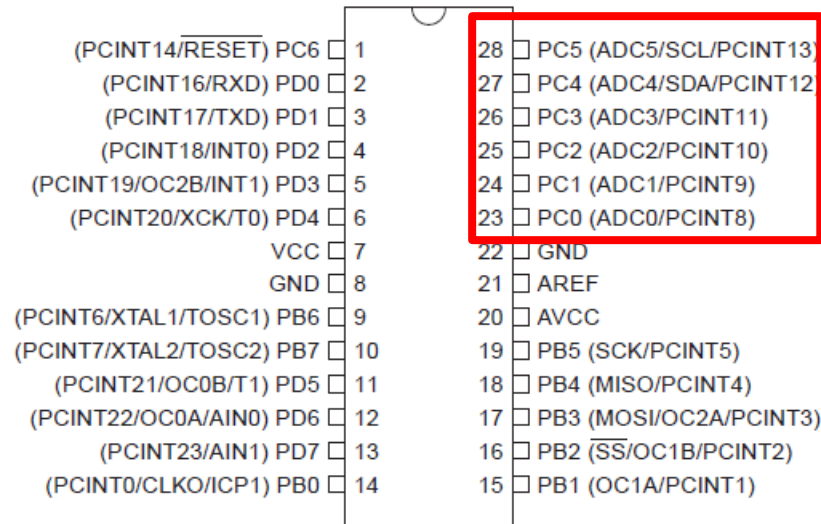 (PCINT14/RESET) PC6 1 28 PC5 (ADC5/SCL/PCINT13)
(PCINT16/RXD) PD0 2 27 PC4 (ADC4/SDA/PCINT12)
(PCINT17/TXD) PD1 3 26 PC3 (ADC3/PCINT11)
(PCINT18/INT0) PD2 4 25 PC2 (ADC2/PCINT10)
(PCINT19/OC2B/INT1) PD3 5 24 PC1 (ADC1/PCINT9)
(PCINT20/XCK/T0) PD4 6 23 PC0 (ADC0/PCINT8)
VCC 7 22 GND
GND 8 21 AREF
(PCINT6/XTAL1/TOSC1) PB6 9 20 AVCC
(PCINT7/XTAL2/TOSC2) PB7 10 19 PB5 (SCK/PCINT5)
(PCINT21/OC0B/T1) PD5 11 18 PB4 (MISO/PCINT4)
(PCINT22/OC0A/AIN0) PD6 12 17 PB3 (MOSI/OC2A/PCINT3)
(PCINT23/AIN1) PD7 13 16 PB2 (SS/OC1B/PCINT2)
(PCINT0/CLKO/ICP1) PB0 14 15 PB1 (OC1A/PCINT1)